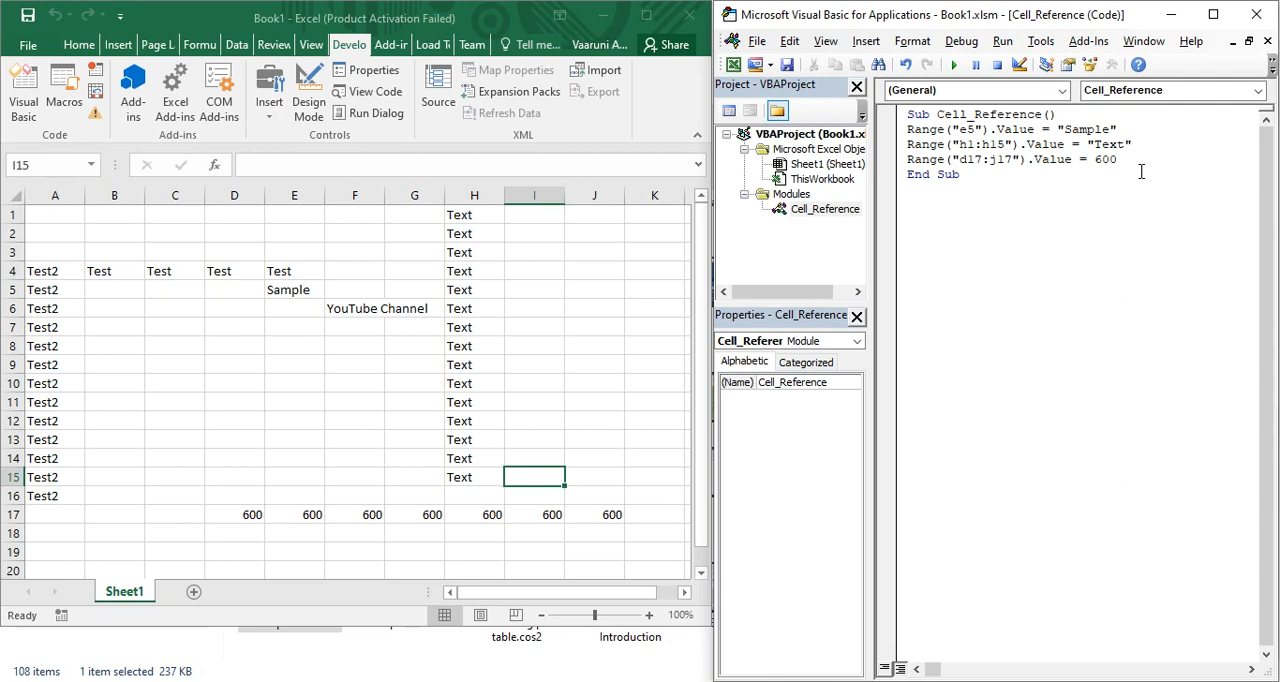 Book1 - Excel (Product Activation Failed)
File Home Insert Page L Formu Data Review View Develo Add-ir Load T Team Tell me... Vaaruni A... Share
Visual Basic
Macros
Add-ins
Excel Add-ins
COM Add-ins
Insert
Design Mode
Properties
View Code
Run Dialog
Source
Map Properties
Expansion Packs
Refresh Data
Import
Export
Code Add-ins Controls XML
I15 fx
A B C D E F G H I J K
1 Text
2 Text
3 Text
4 Test2 Test Test Test Test Text
5 Test2 Sample Text
6 Test2 YouTube Channel Text
7 Test2 Text
8 Test2 Text
9 Test2 Text
10 Test2 Text
11 Test2 Text
12 Test2 Text
13 Test2 Text
14 Test2 Text
15 Test2 Text
16 Test2
17 600 600 600 600 600 600 600
18
19
20
Sheet1
Ready 100%
table.cos2 Introduction
108 items 1 item selected 237 KB
Microsoft Visual Basic for Applications - Book1.xlsm - [Cell_Reference (Code)]
File Edit View Insert Format Debug Run Tools Add-Ins Window Help
Project - VBAProject
VBAProject (Book1.x
Microsoft Excel Obje
Sheet1 (Sheet1)
ThisWorkbook
Modules
Cell_Reference
Properties - Cell_Reference
Cell_Referer Module
Alphabetic Categorized
(Name) Cell_Reference
(General) Cell_Reference
Sub Cell_Reference()
Range("e5").Value = "Sample"
Range("h1:h15").Value = "Text"
Range("d17:j17").Value = 600
End Sub